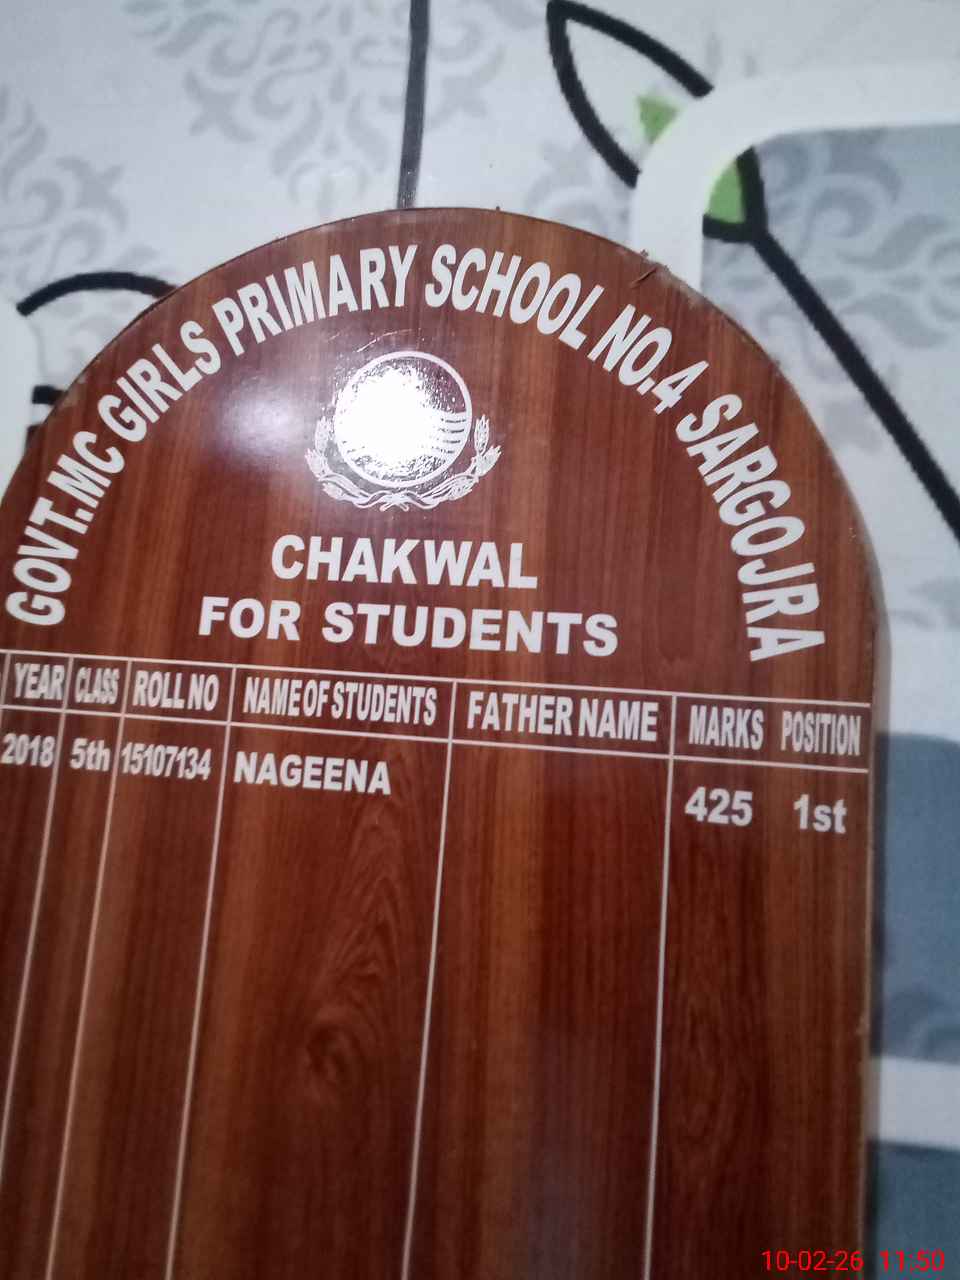 GOVT.MC GIRLS PRIMARY SCHOOL NO.4 SARGOJRA
CHAKWAL
FOR STUDENTS
YEAR CLASS ROLL NO NAME OF STUDENTS FATHER NAME MARKS POSITION
2018 5th 15107134 NAGEENA 425 1st
10-02-26 11:50